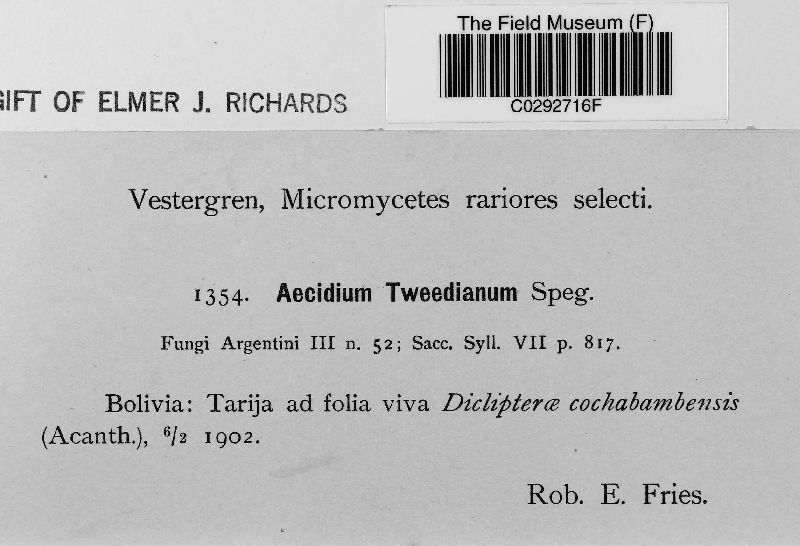 The Field Museum (F)
C0292716F
GIFT OF ELMER J. RICHARDS
Vestergren, Micromycetes rariores selecti.
1354. Aecidium Tweedianum Speg.
Fungi Argentini III n. 52; Sacc. Syll. VII p. 817.
Bolivia: Tarija ad folia viva Diclipteræ cochabambensis
(Acanth.), 6/2 1902.
Rob. E. Fries.